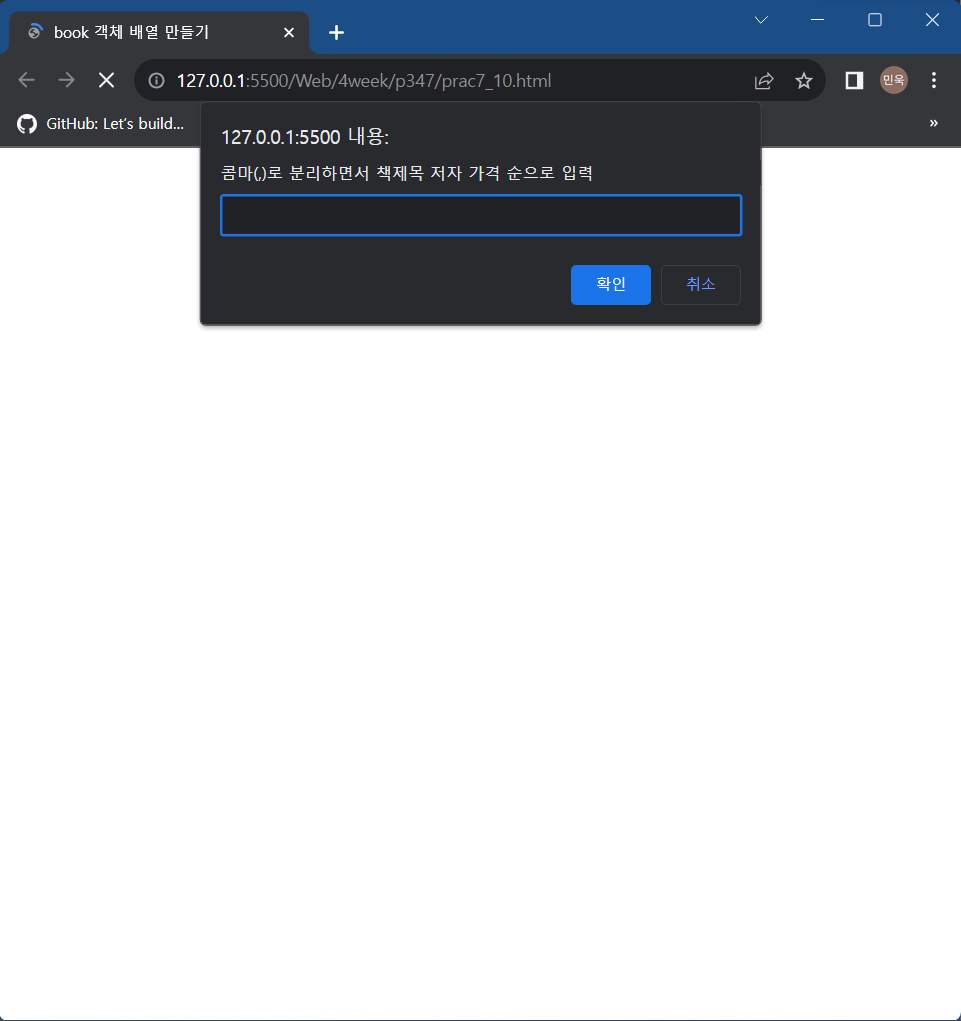 book 객체 배열 만들기
127.0.0.1:5500/Web/4week/p347/prac7_10.html
민욱
GitHub: Let's build...
127.0.0.1:5500 내용:
콤마(,)로 분리하면서 책제목 저자 가격 순으로 입력
확인
취소